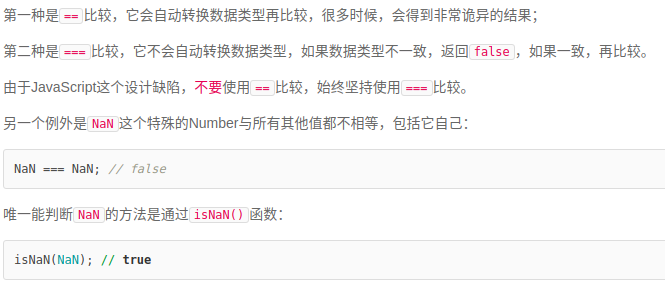 第一种是==比较，它会自动转换数据类型再比较，很多时候，会得到非常诡异的结果；
第二种是===比较，它不会自动转换数据类型，如果数据类型不一致，返回false，如果一致，再比较。
由于JavaScript这个设计缺陷，不要使用==比较，始终坚持使用===比较。
另一个例外是NaN这个特殊的Number与所有其他值都不相等，包括它自己：
NaN === NaN; // false
唯一能判断NaN的方法是通过isNaN()函数：
isNaN(NaN); // true